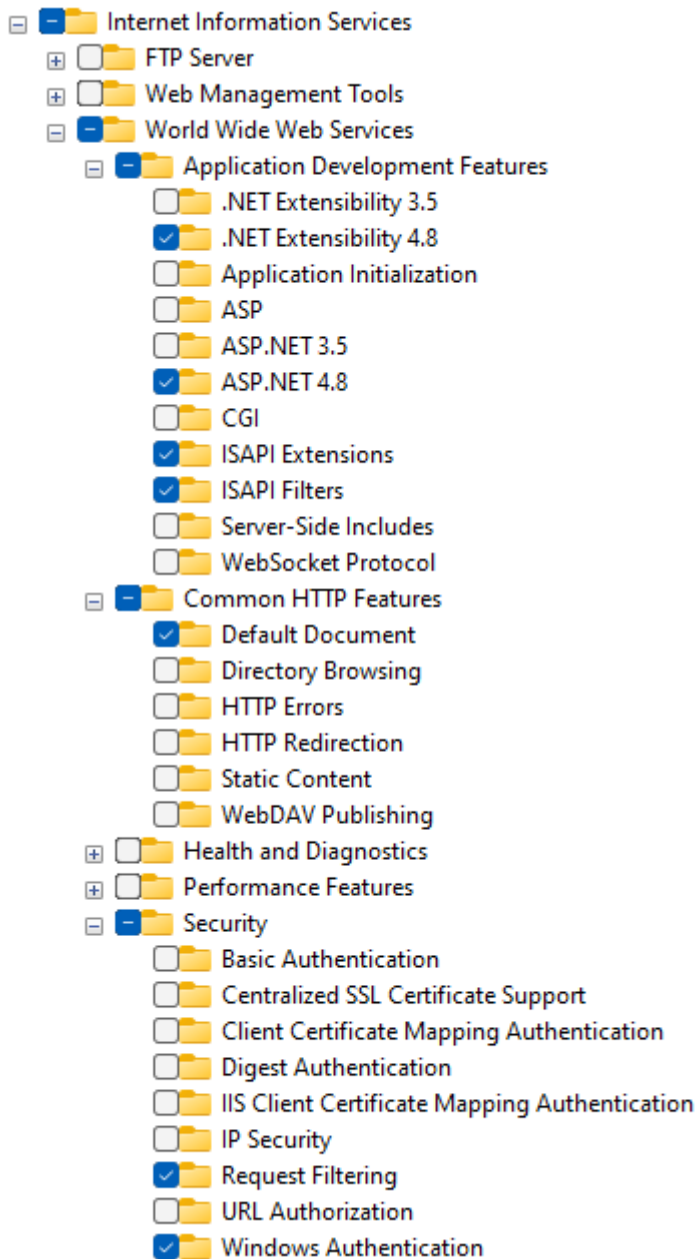 Internet Information Services
FTP Server
Web Management Tools
World Wide Web Services
Application Development Features
.NET Extensibility 3.5
.NET Extensibility 4.8
Application Initialization
ASP
ASP.NET 3.5
ASP.NET 4.8
CGI
ISAPI Extensions
ISAPI Filters
Server-Side Includes
WebSocket Protocol
Common HTTP Features
Default Document
Directory Browsing
HTTP Errors
HTTP Redirection
Static Content
WebDAV Publishing
Health and Diagnostics
Performance Features
Security
Basic Authentication
Centralized SSL Certificate Support
Client Certificate Mapping Authentication
Digest Authentication
IIS Client Certificate Mapping Authentication
IP Security
Request Filtering
URL Authorization
Windows Authentication